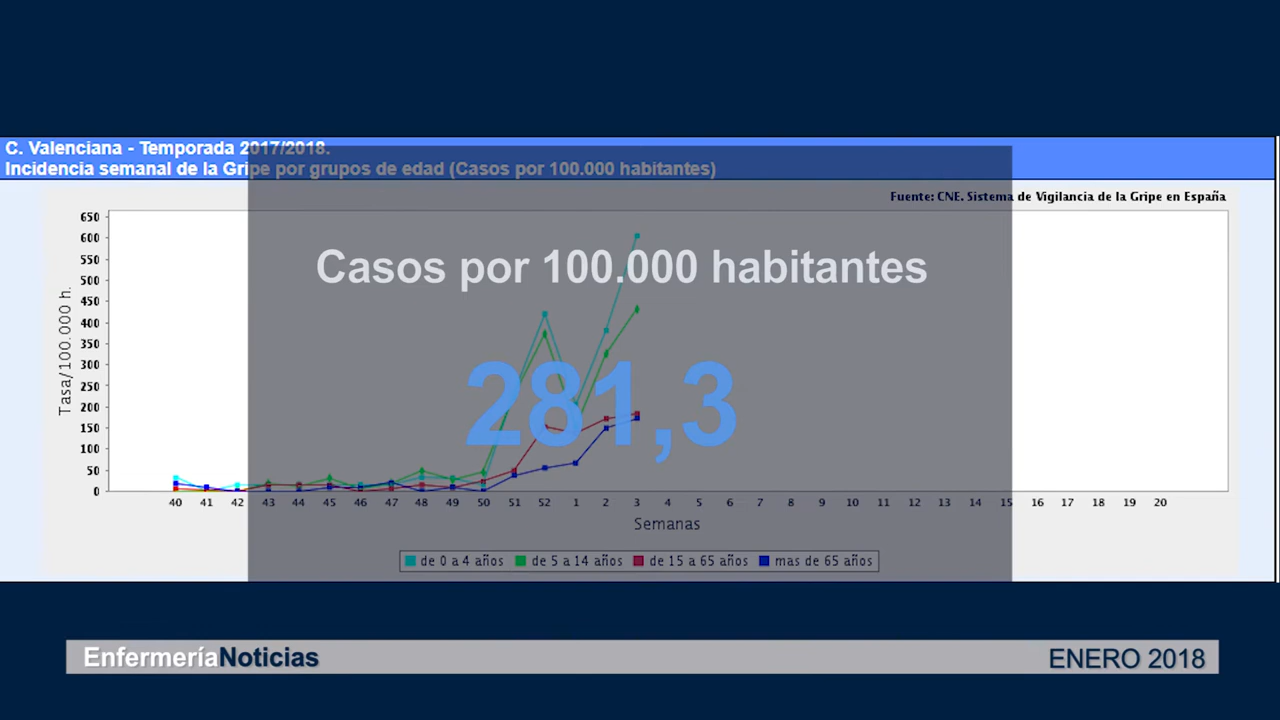 C. Valenciana - Temporada 2017/2018.
Incidencia semanal de la Gripe por grupos de edad (Casos por 100.000 habitantes)
Fuente: CNE. Sistema de Vigilancia de la Gripe en España
Casos por 100.000 habitantes
281,3
Tasa/100.000 h.
650
600
550
500
450
400
350
300
250
200
150
100
50
0
40 41 42 43 44 45 46 47 48 49 50 51 52 1 2 3 4 5 6 7 8 9 10 11 12 13 14 15 16 17 18 19 20
Semanas
de 0 a 4 años de 5 a 14 años de 15 a 65 años mas de 65 años
EnfermeríaNoticias
ENERO 2018